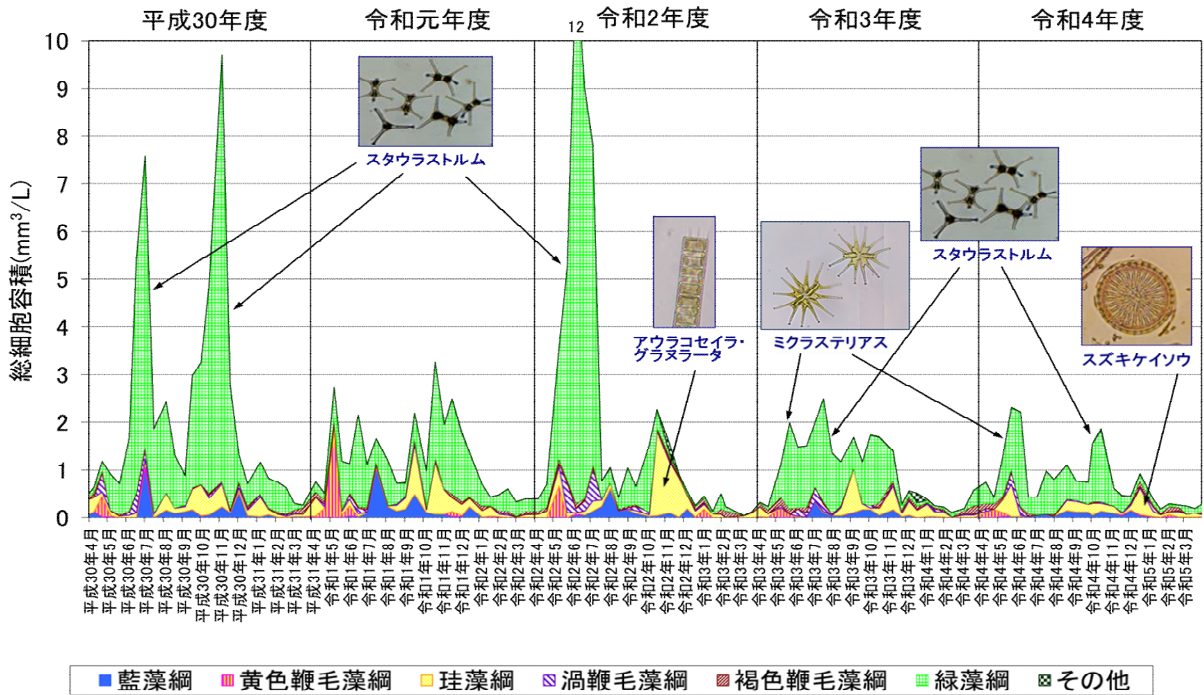 平成30年度
令和元年度
令和2年度
令和3年度
令和4年度
12
総細胞容積(mm³/L)
10
9
8
7
6
5
4
3
2
1
0
スタウラストルム
アウラコセイラ・
グラヌラータ
ミクラステリアス
スタウラストルム
スズキケイソウ
平成30年4月
平成30年5月
平成30年6月
平成30年7月
平成30年8月
平成30年9月
平成30年10月
平成30年11月
平成30年12月
平成31年1月
平成31年2月
平成31年3月
平成31年4月
令和1年5月
令和1年6月
令和1年7月
令和1年8月
令和1年9月
令和1年10月
令和1年11月
令和1年12月
令和2年1月
令和2年2月
令和2年3月
令和2年4月
令和2年5月
令和2年6月
令和2年7月
令和2年8月
令和2年9月
令和2年10月
令和2年11月
令和2年12月
令和3年1月
令和3年2月
令和3年3月
令和3年4月
令和3年5月
令和3年6月
令和3年7月
令和3年8月
令和3年9月
令和3年10月
令和3年11月
令和3年12月
令和4年1月
令和4年2月
令和4年3月
令和4年4月
令和4年5月
令和4年6月
令和4年7月
令和4年8月
令和4年9月
令和4年10月
令和4年11月
令和4年12月
令和5年1月
令和5年2月
令和5年3月
藍藻綱
黄色鞭毛藻綱
珪藻綱
渦鞭毛藻綱
褐色鞭毛藻綱
緑藻綱
その他